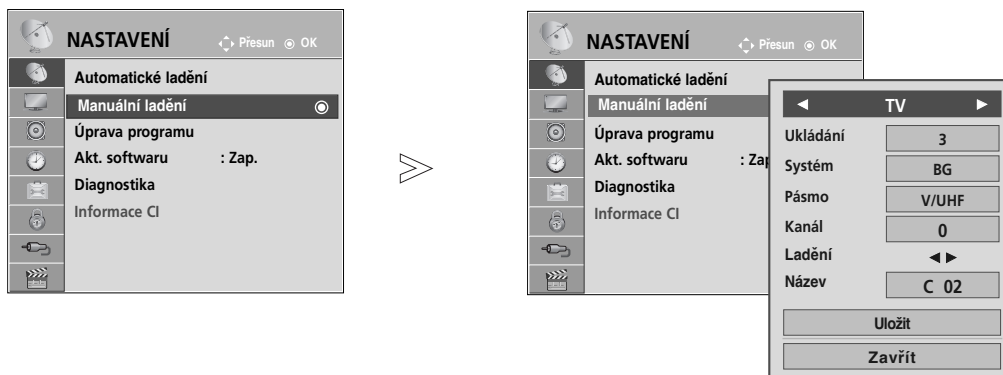 NASTAVENÍ Přesun OK
Automatické ladění
Manuální ladění
Úprava programu
Akt. softwaru : Zap.
Diagnostika
Informace CI
NASTAVENÍ Přesun OK
Automatické ladění
Manuální ladění
Úprava programu
Akt. softwaru : Zap
Diagnostika
Informace CI
TV
Ukládání 3
Systém BG
Pásmo V/UHF
Kanál 0
Ladění
Název C 02
Uložit
Zavřít